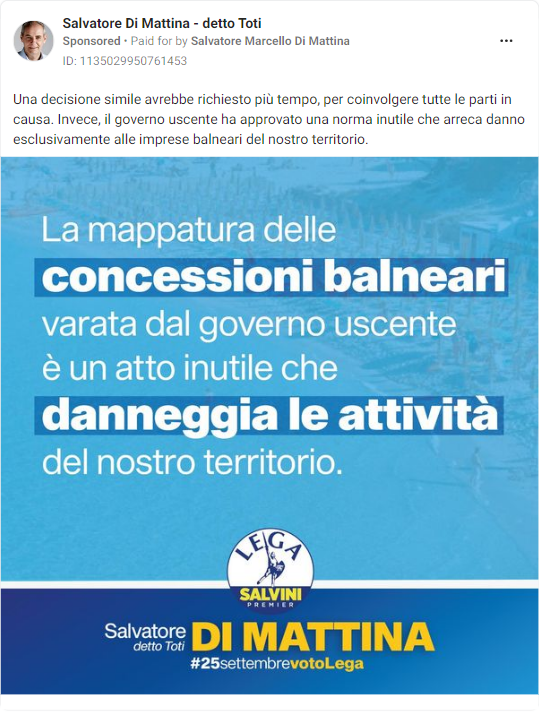 Salvatore Di Mattina - detto Toti
Sponsored • Paid for by Salvatore Marcello Di Mattina
ID: 1135029950761453
Una decisione simile avrebbe richiesto più tempo, per coinvolgere tutte le parti in
causa. Invece, il governo uscente ha approvato una norma inutile che arreca danno
esclusivamente alle imprese balneari del nostro territorio.
La mappatura delle
concessioni balneari
varata dal governo uscente
è un atto inutile che
danneggia le attività
del nostro territorio.
LEGA
SALVINI
PREMIER
Salvatore
detto Toti
DI MATTINA
#25settembrevotoLega